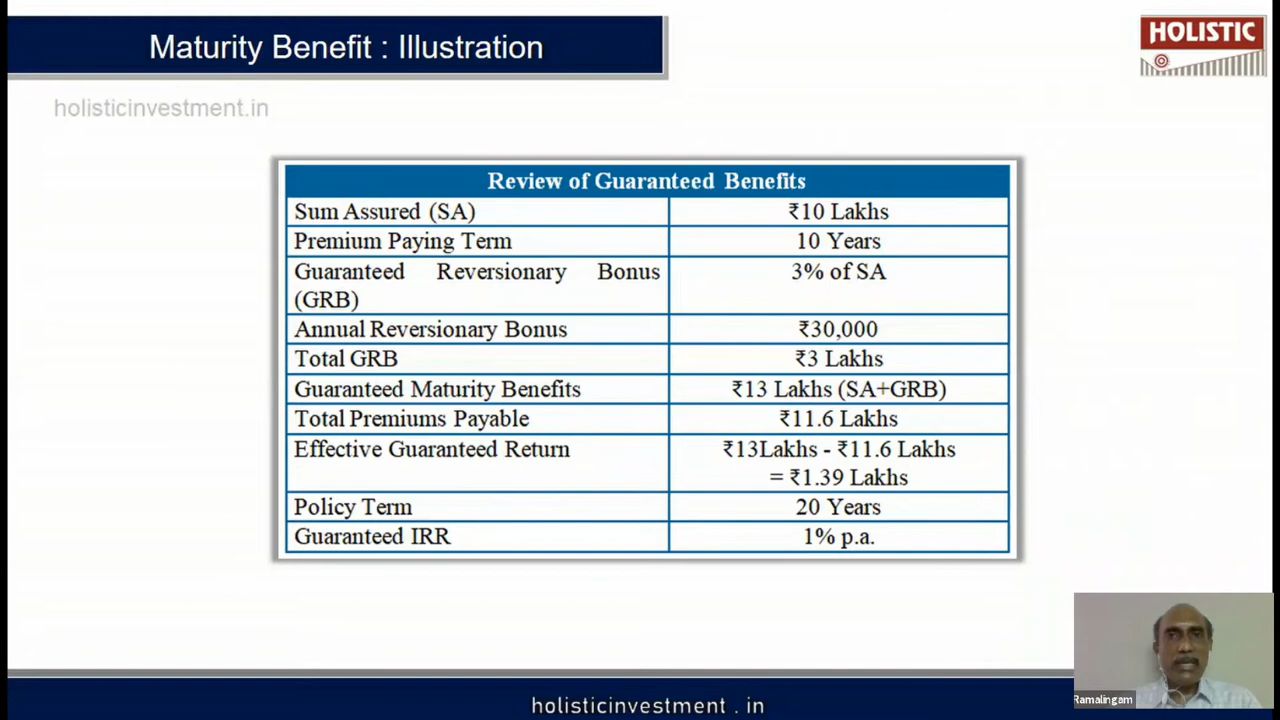 Maturity Benefit : Illustration
HOLISTIC
holisticinvestment.in
Review of Guaranteed Benefits
Sum Assured (SA) ₹10 Lakhs
Premium Paying Term 10 Years
Guaranteed Reversionary Bonus 3% of SA
(GRB)
Annual Reversionary Bonus ₹30,000
Total GRB ₹3 Lakhs
Guaranteed Maturity Benefits ₹13 Lakhs (SA+GRB)
Total Premiums Payable ₹11.6 Lakhs
Effective Guaranteed Return ₹13Lakhs - ₹11.6 Lakhs
= ₹1.39 Lakhs
Policy Term 20 Years
Guaranteed IRR 1% p.a.
Ramalingam
holisticinvestment . in